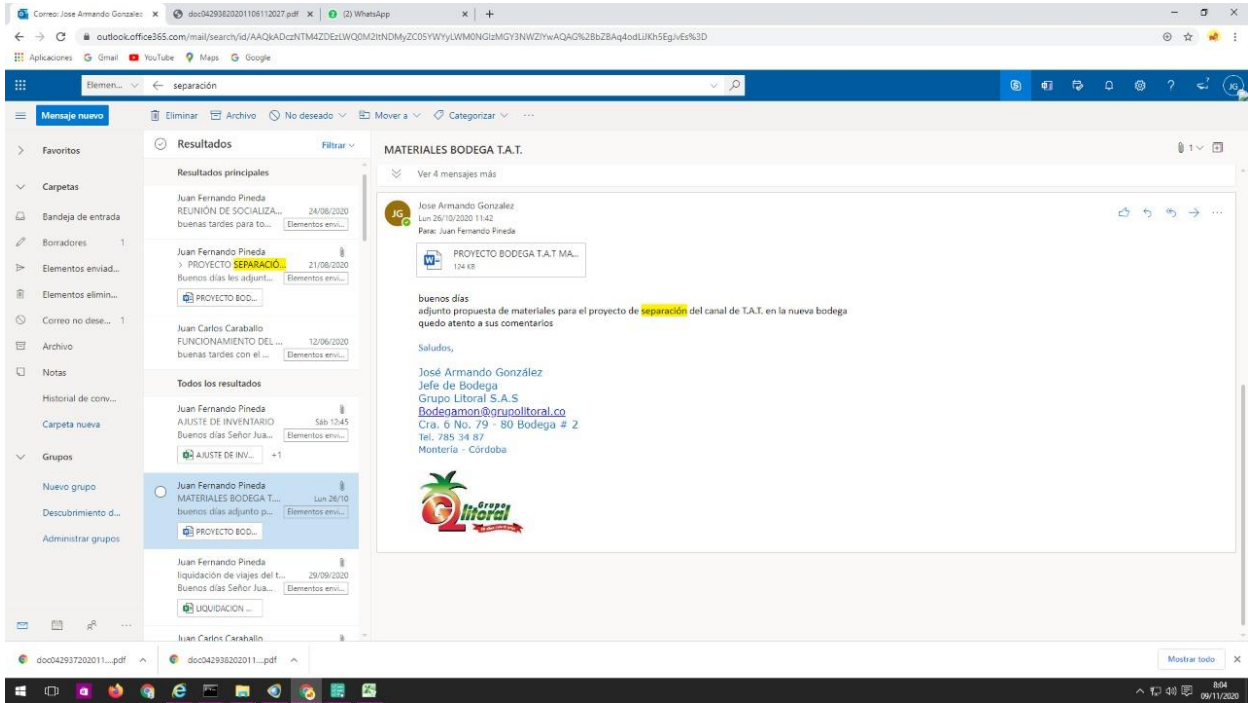 Correo: Jose Armando Gonzalez
doc04293820201106112027.pdf
(2) WhatsApp
Aplicaciones Gmail YouTube Maps Google
Elemen... separación
Mensaje nuevo Eliminar Archivo No deseado Mover a Categorizar
Favoritos
Carpetas
Bandeja de entrada
Borradores 1
Elementos enviad...
Elementos elimin...
Correo no dese... 1
Archivo
Notas
Historial de conv...
Carpeta nueva
Grupos
Nuevo grupo
Descubrimiento d...
Administrar grupos
Resultados Filtrar
Resultados principales
Juan Fernando Pineda
REUNIÓN DE SOCIALIZA... 24/08/2020
buenas tardes para to... Elementos envi...
Juan Fernando Pineda
> PROYECTO SEPARACIÓ... 21/08/2020
Buenos días les adjunt... Elementos envi...
PROYECTO BOD...
Juan Carlos Caraballo
FUNCIONAMIENTO DEL ... 12/06/2020
buenas tardes con el ... Elementos envi...
Todos los resultados
Juan Fernando Pineda
AJUSTE DE INVENTARIO Sáb 12:45
Buenos días Señor Jua... Elementos envi...
AJUSTE DE INV... +1
Juan Fernando Pineda
MATERIALES BODEGA T.... Lun 26/10
buenos días adjunto p... Elementos envi...
PROYECTO BOD...
Juan Fernando Pineda
liquidación de viajes del t... 29/09/2020
Buenos días Señor Jua... Elementos envi...
LIQUIDACION ...
Juan Carlos Caraballo
MATERIALES BODEGA T.A.T. 1
Ver 4 mensajes más
JG Jose Armando Gonzalez
Lun 26/10/2020 11:42
Para: Juan Fernando Pineda
PROYECTO BODEGA T.A.T MA...
124 KB
buenos días
adjunto propuesta de materiales para el proyecto de separación del canal de T.A.T. en la nueva bodega
quedo atento a sus comentarios
Saludos,
José Armando González
Jefe de Bodega
Grupo Litoral S.A.S
Bodegamon@grupolitoral.co
Cra. 6 No. 79 - 80 Bodega # 2
Tel. 785 34 87
Montería - Córdoba
Grupo
litoral
doc042937202011....pdf doc042938202011....pdf Mostrar todo
8:04
09/11/2020